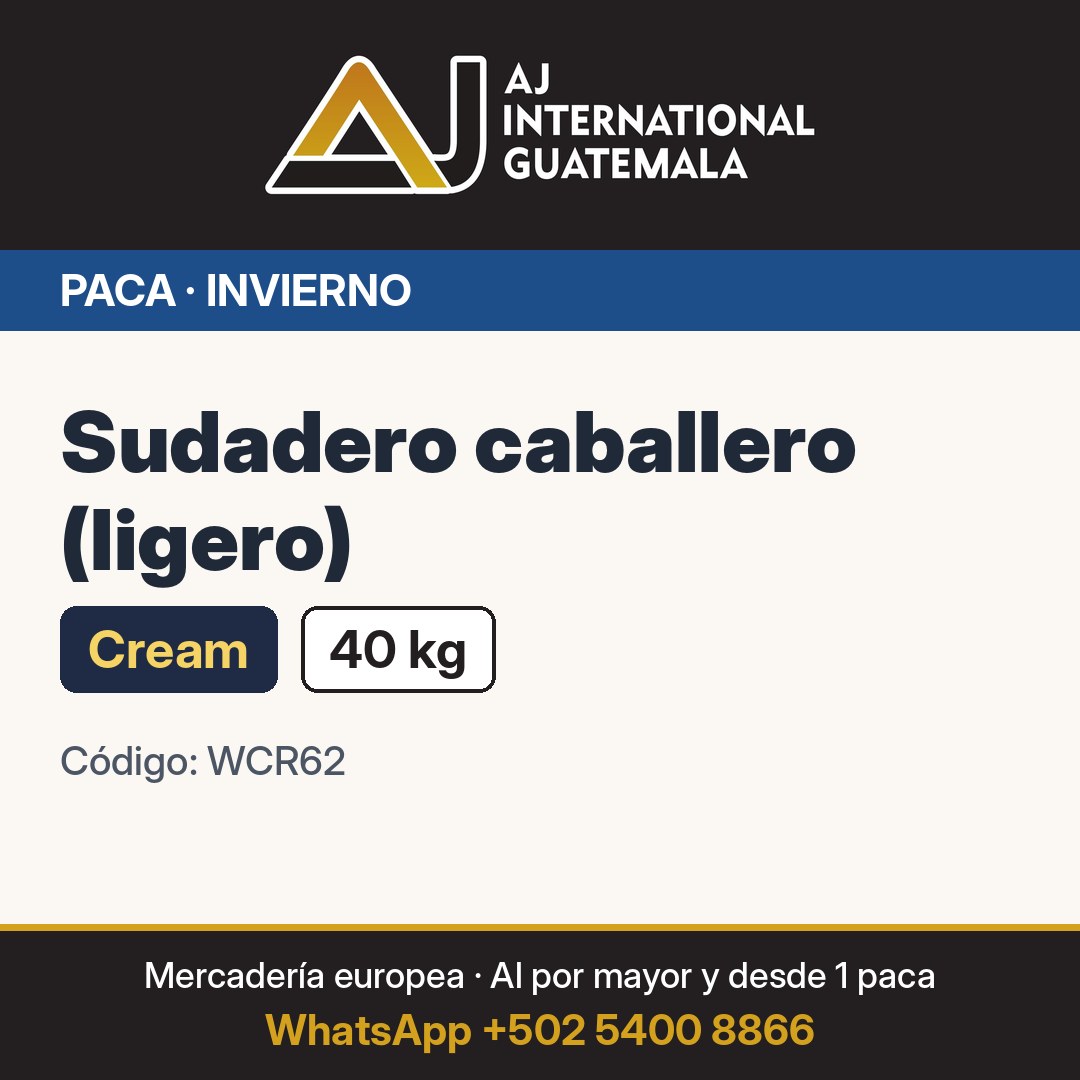 AJ
AJ
INTERNATIONAL
GUATEMALA
PACA · INVIERNO
Sudadero caballero
(ligero)
Cream
40 kg
Código: WCR62
Mercadería europea · Al por mayor y desde 1 paca
WhatsApp +502 5400 8866